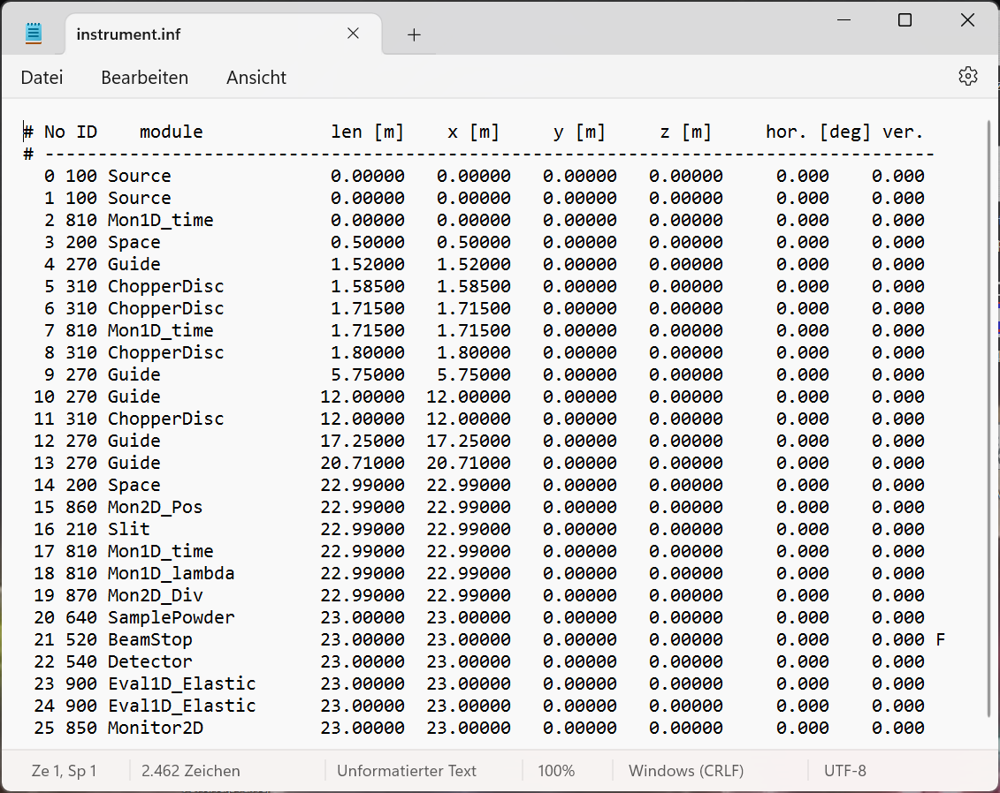 instrument.inf
Datei Bearbeiten Ansicht
# No ID    module            len [m]    x [m]     y [m]     z [m]     hor. [deg] ver.
# ------------------------------------------------------------------------------------
  0 100 Source               0.00000   0.00000   0.00000   0.00000     0.000    0.000
  1 100 Source               0.00000   0.00000   0.00000   0.00000     0.000    0.000
  2 810 Mon1D_time           0.00000   0.00000   0.00000   0.00000     0.000    0.000
  3 200 Space                0.50000   0.50000   0.00000   0.00000     0.000    0.000
  4 270 Guide                1.52000   1.52000   0.00000   0.00000     0.000    0.000
  5 310 ChopperDisc          1.58500   1.58500   0.00000   0.00000     0.000    0.000
  6 310 ChopperDisc          1.71500   1.71500   0.00000   0.00000     0.000    0.000
  7 810 Mon1D_time           1.71500   1.71500   0.00000   0.00000     0.000    0.000
  8 310 ChopperDisc          1.80000   1.80000   0.00000   0.00000     0.000    0.000
  9 270 Guide                5.75000   5.75000   0.00000   0.00000     0.000    0.000
 10 270 Guide               12.00000  12.00000   0.00000   0.00000     0.000    0.000
 11 310 ChopperDisc         12.00000  12.00000   0.00000   0.00000     0.000    0.000
 12 270 Guide               17.25000  17.25000   0.00000   0.00000     0.000    0.000
 13 270 Guide               20.71000  20.71000   0.00000   0.00000     0.000    0.000
 14 200 Space               22.99000  22.99000   0.00000   0.00000     0.000    0.000
 15 860 Mon2D_Pos           22.99000  22.99000   0.00000   0.00000     0.000    0.000
 16 210 Slit                22.99000  22.99000   0.00000   0.00000     0.000    0.000
 17 810 Mon1D_time          22.99000  22.99000   0.00000   0.00000     0.000    0.000
 18 810 Mon1D_lambda        22.99000  22.99000   0.00000   0.00000     0.000    0.000
 19 870 Mon2D_Div           22.99000  22.99000   0.00000   0.00000     0.000    0.000
 20 640 SamplePowder        23.00000  23.00000   0.00000   0.00000     0.000    0.000
 21 520 BeamStop            23.00000  23.00000   0.00000   0.00000     0.000    0.000 F
 22 540 Detector            23.00000  23.00000   0.00000   0.00000     0.000    0.000
 23 900 Eval1D_Elastic      23.00000  23.00000   0.00000   0.00000     0.000    0.000
 24 900 Eval1D_Elastic      23.00000  23.00000   0.00000   0.00000     0.000    0.000
 25 850 Monitor2D           23.00000  23.00000   0.00000   0.00000     0.000    0.000
Ze 1, Sp 1 2.462 Zeichen Unformatierter Text 100% Windows (CRLF) UTF-8